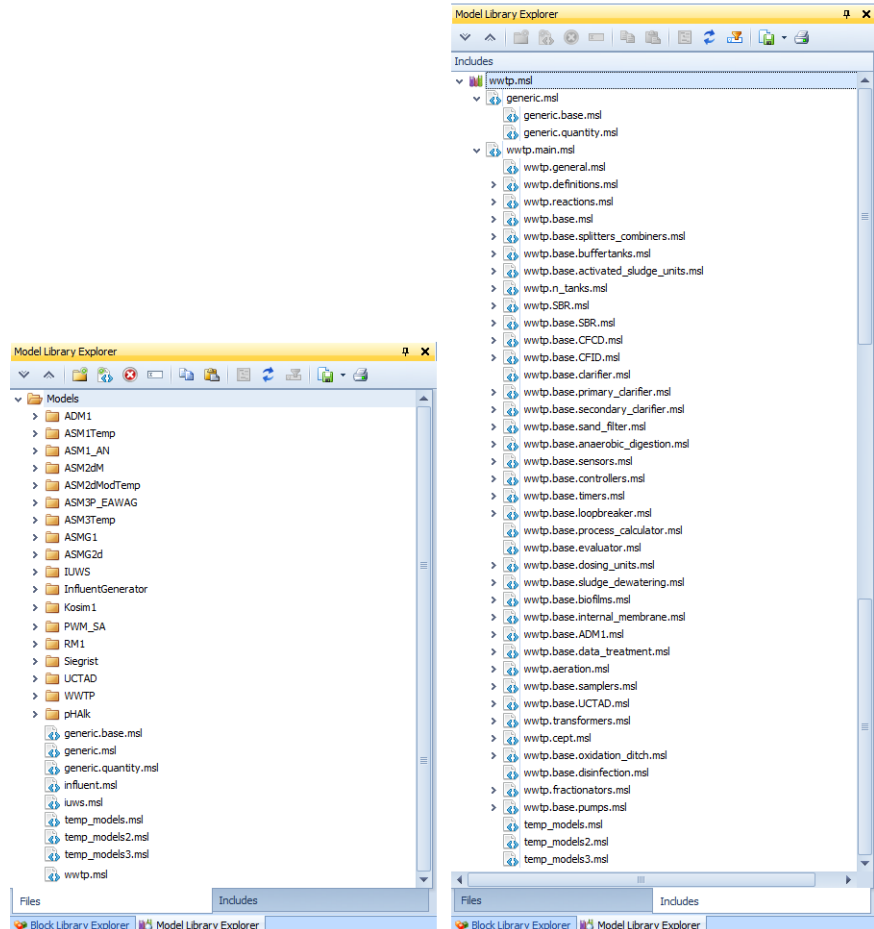 Model Library Explorer
Models
ADM1
ASM1Temp
ASM1_AN
ASM2dM
ASM2dModTemp
ASM3P_EAWAG
ASM3Temp
ASMG1
ASMG2d
IUWS
InfluentGenerator
Kosim1
PWM_SA
RM1
Siegrist
UCTAD
WWTP
pHAlk
generic.base.msl
generic.msl
generic.quantity.msl
influent.msl
iuws.msl
temp_models.msl
temp_models2.msl
temp_models3.msl
wwtp.msl
Files Includes
Block Library Explorer Model Library Explorer
Model Library Explorer
Includes
wwtp.msl
generic.msl
generic.base.msl
generic.quantity.msl
wwtp.main.msl
wwtp.general.msl
wwtp.definitions.msl
wwtp.reactions.msl
wwtp.base.msl
wwtp.base.splitters_combiners.msl
wwtp.base.buffertanks.msl
wwtp.base.activated_sludge_units.msl
wwtp.n_tanks.msl
wwtp.SBR.msl
wwtp.base.SBR.msl
wwtp.base.CFCD.msl
wwtp.base.CFID.msl
wwtp.base.clarifier.msl
wwtp.base.primary_clarifier.msl
wwtp.base.secondary_clarifier.msl
wwtp.base.sand_filter.msl
wwtp.base.anaerobic_digestion.msl
wwtp.base.sensors.msl
wwtp.base.controllers.msl
wwtp.base.timers.msl
wwtp.base.loopbreaker.msl
wwtp.base.process_calculator.msl
wwtp.base.evaluator.msl
wwtp.base.dosing_units.msl
wwtp.base.sludge_dewatering.msl
wwtp.base.biofilms.msl
wwtp.base.internal_membrane.msl
wwtp.base.ADM1.msl
wwtp.base.data_treatment.msl
wwtp.aeration.msl
wwtp.base.samplers.msl
wwtp.base.UCTAD.msl
wwtp.transformers.msl
wwtp.cept.msl
wwtp.base.oxidation_ditch.msl
wwtp.base.disinfection.msl
wwtp.fractionators.msl
wwtp.base.pumps.msl
temp_models.msl
temp_models2.msl
temp_models3.msl
Files Includes
Block Library Explorer Model Library Explorer